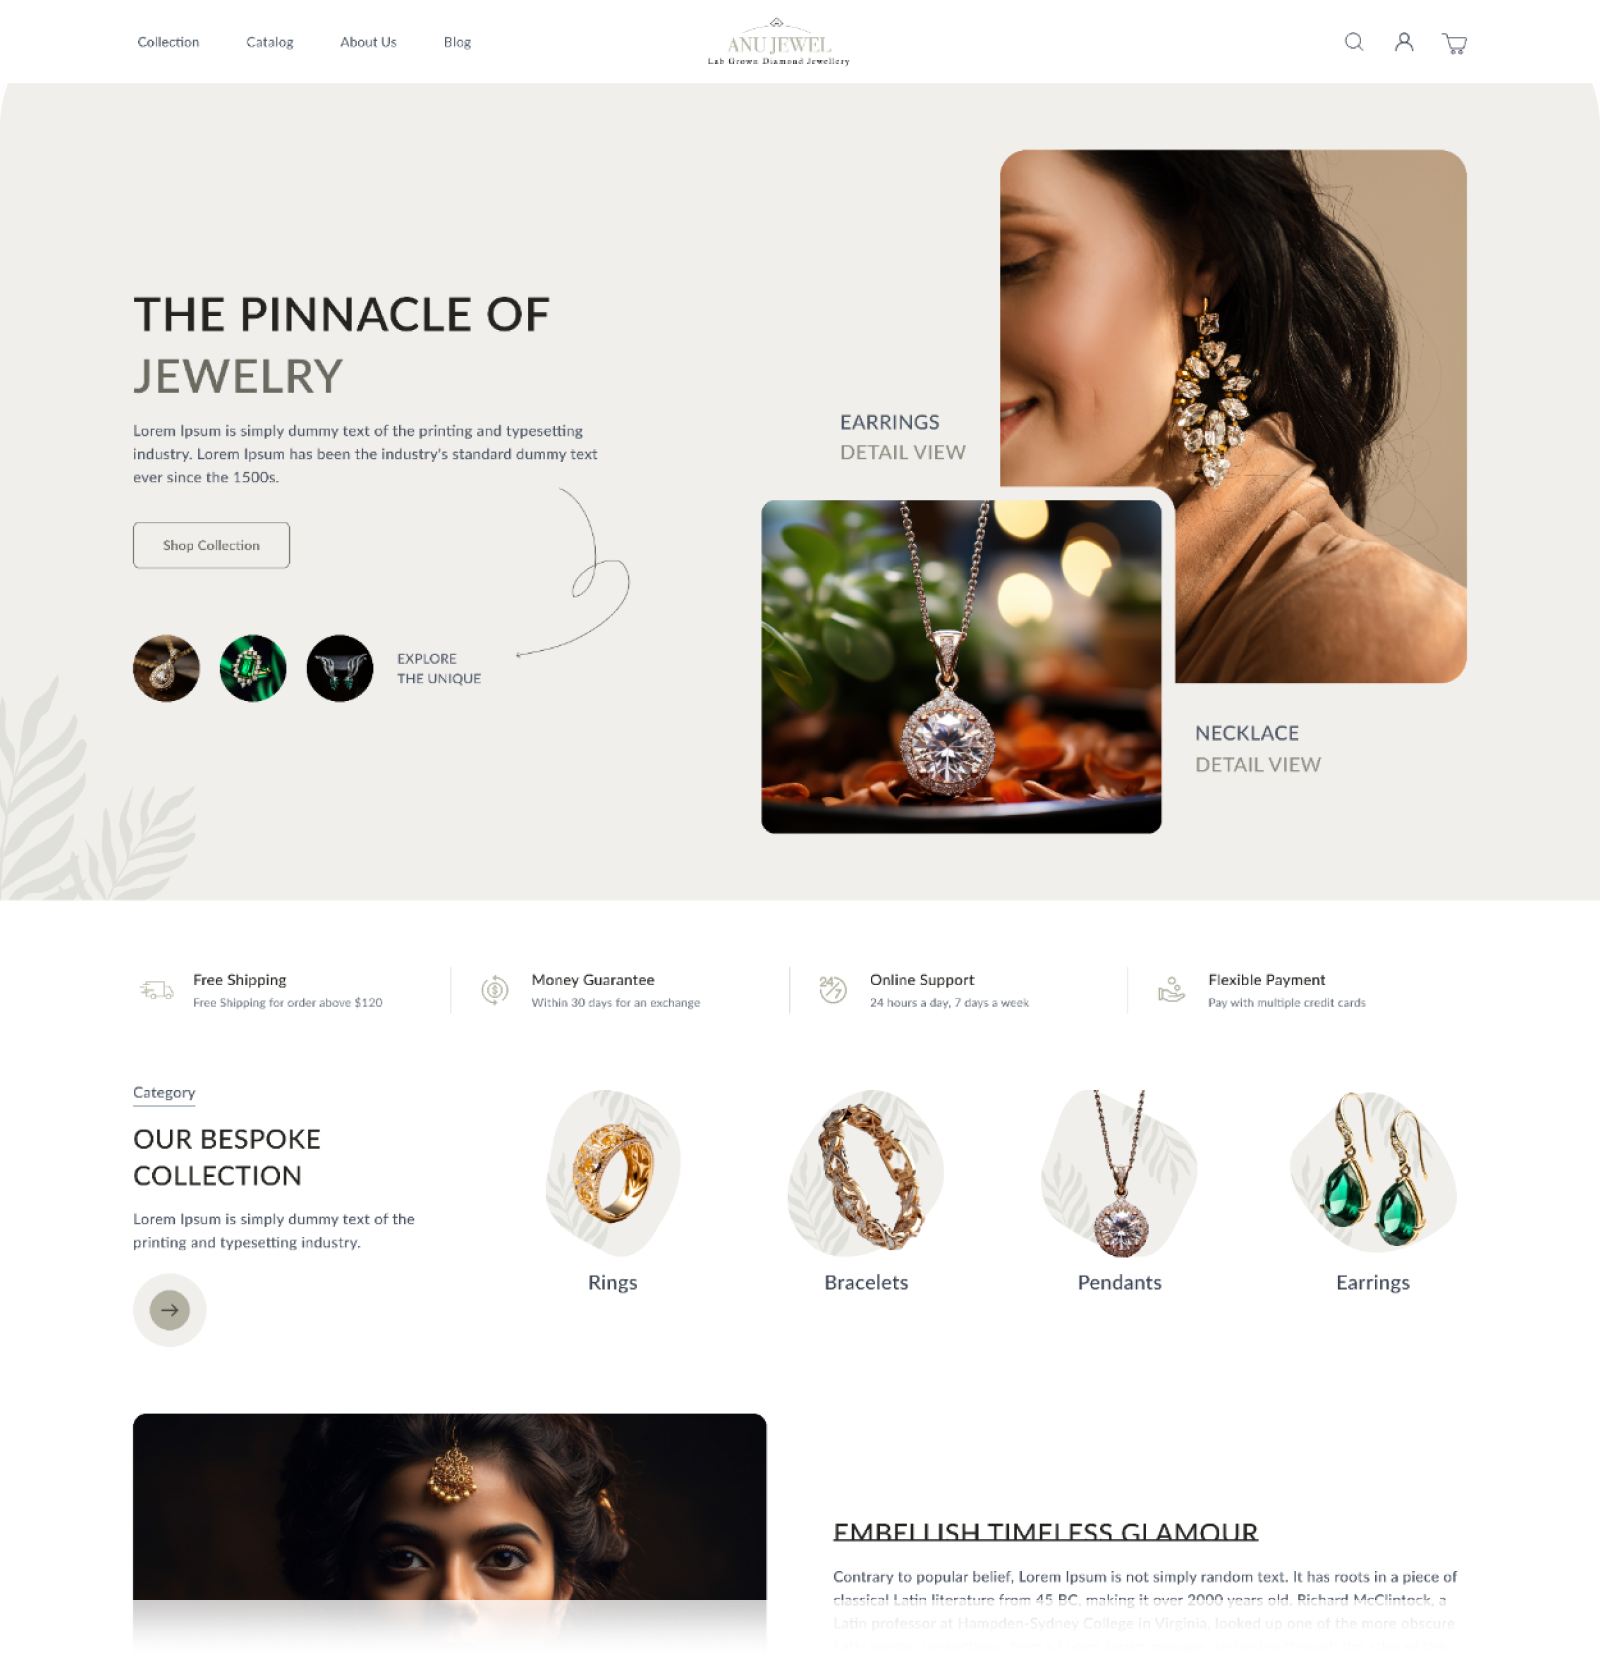 Collection
Catalog
About Us
Blog
ANU JEWEL
Lab Grown Diamond Jewellery
THE PINNACLE OF
JEWELRY
Lorem Ipsum is simply dummy text of the printing and typesetting
industry. Lorem Ipsum has been the industry's standard dummy text
ever since the 1500s.
Shop Collection
EXPLORE
THE UNIQUE
EARRINGS
DETAIL VIEW
NECKLACE
DETAIL VIEW
Free Shipping
Free Shipping for order above $120
Money Guarantee
Within 30 days for an exchange
24/7
Online Support
24 hours a day, 7 days a week
Flexible Payment
Pay with multiple credit cards
Category
OUR BESPOKE
COLLECTION
Lorem Ipsum is simply dummy text of the
printing and typesetting industry.
Rings
Bracelets
Pendants
Earrings
EMBELLISH TIMELESS GLAMOUR
Contrary to popular belief, Lorem Ipsum is not simply random text. It has roots in a piece of
classical Latin literature from 45 BC, making it over 2000 years old. Richard McClintock, a
Latin professor at Hampden-Sydney College in Virginia, looked up one of the more obscure